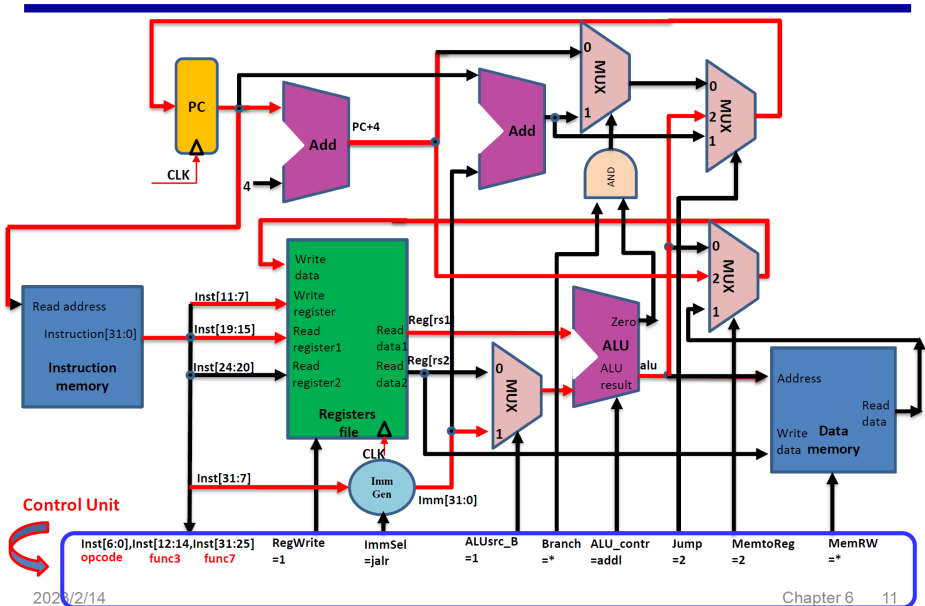 0
MUX
1
0
2
1
MUX
PC
CLK
4
Add
PC+4
Add
AND
Write
data
Write
register
Read
register1
Read
register2
Read
data1
Read
data2
Registers
file
CLK
Inst[11:7]
Inst[19:15]
Inst[24:20]
Inst[31:7]
Read address
Instruction[31:0]
Instruction
memory
Reg[rs1
Reg[rs2
0
MUX
1
Zero
ALU
ALU
result
alu
0
2
1
MUX
Address
Read
data
Write
data
Data
memory
Imm
Gen
Imm[31:0]
Control Unit
Inst[6:0],Inst[12:14,Inst[31:25]
opcode func3 func7
RegWrite
=1
ImmSel
=jalr
ALUsrc_B
=1
Branch
=*
ALU_contr
=addl
Jump
=2
MemtoReg
=2
MemRW
=*
2023/2/14
Chapter 6 11